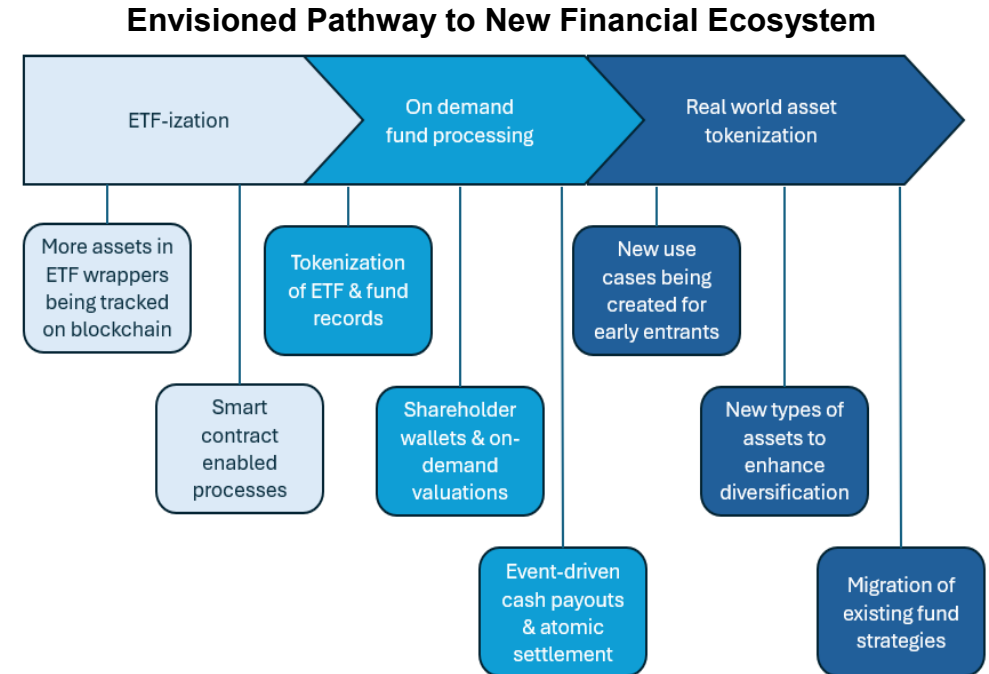 Envisioned Pathway to New Financial Ecosystem
ETF-ization
On demand
fund processing
Real world asset
tokenization
More assets in
ETF wrappers
being tracked
on blockchain
Smart
contract
enabled
processes
Tokenization
of ETF & fund
records
Shareholder
wallets & on-
demand
valuations
Event-driven
cash payouts
& atomic
settlement
New use
cases being
created for
early entrants
New types of
assets to
enhance
diversification
Migration of
existing fund
strategies